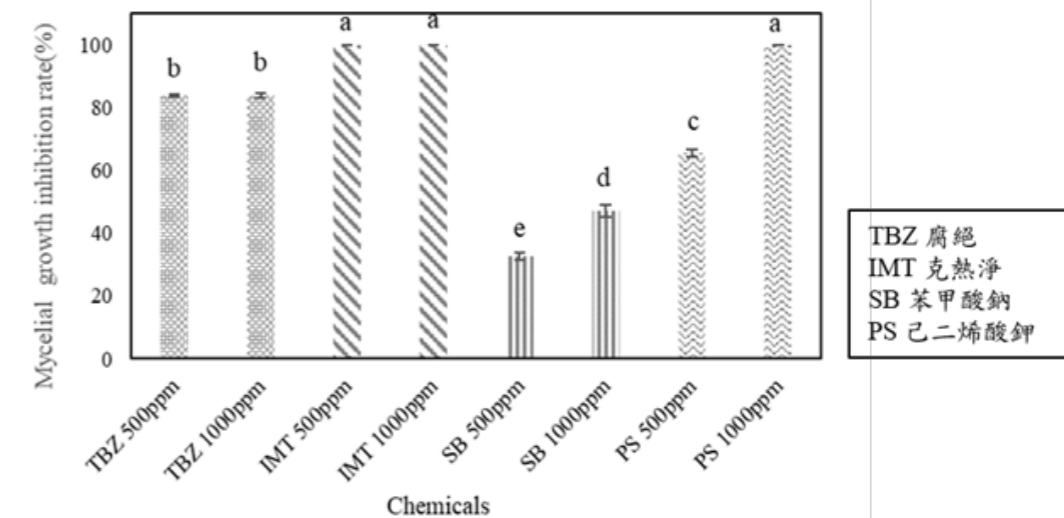 Mycelial growth inhibition rate(%)
100
80
60
40
20
0
b
b
a
a
e
d
c
a
TBZ 500ppm
TBZ 1000ppm
IMT 500ppm
IMT 1000ppm
SB 500ppm
SB 1000ppm
PS 500ppm
PS 1000ppm
Chemicals
TBZ 腐絕
IMT 克熱淨
SB 苯甲酸鈉
PS 己二烯酸鉀